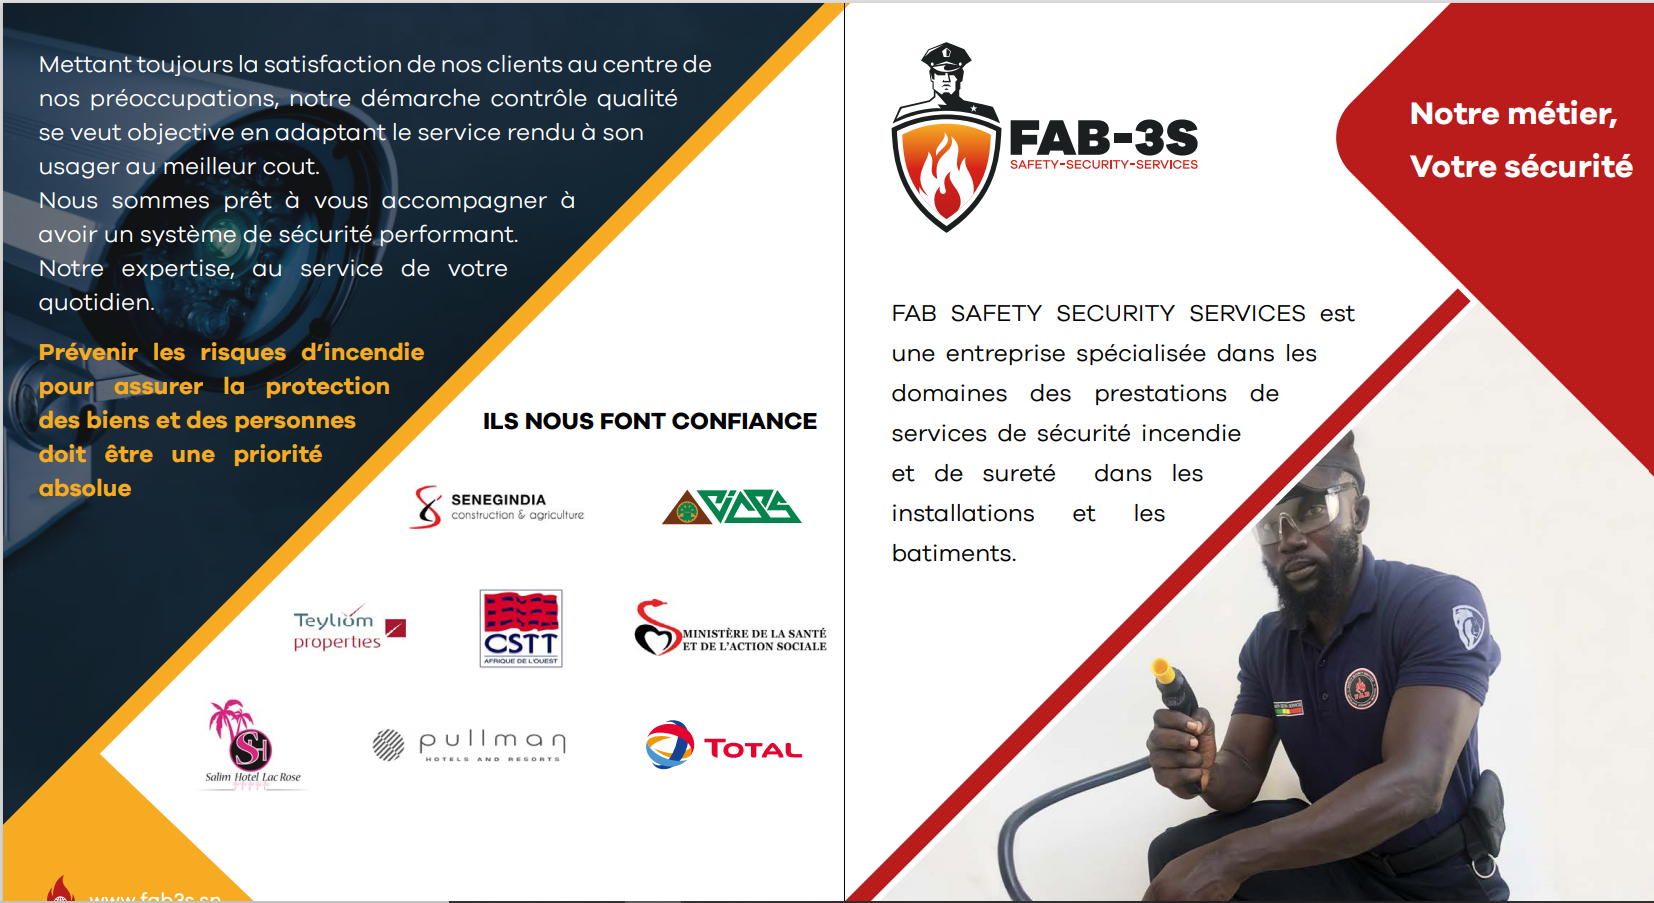 Mettant toujours la satisfaction de nos clients au centre de
nos préoccupations, notre démarche contrôle qualité
se veut objective en adaptant le service rendu à son
usager au meilleur cout.
Nous sommes prêt à vous accompagner à
avoir un système de sécurité performant.
Notre expertise, au service de votre
quotidien.
Prévenir les risques d'incendie
pour assurer la protection
des biens et des personnes
doit être une priorité
absolue
ILS NOUS FONT CONFIANCE
SENEGINDIA
construction & agriculture
Teyliom
properties
CSTT
AFRIQUE DE L'OUEST
MINISTÈRE DE LA SANTÉ
ET DE L'ACTION SOCIALE
SH
Salim Hotel Lac Rose
pullman
HOTELS AND RESORTS
TOTAL
www.fab3s.sn
FAB-3S
SAFETY-SECURITY-SERVICES
Notre métier,
Votre sécurité
FAB SAFETY SECURITY SERVICES est
une entreprise spécialisée dans les
domaines des prestations de
services de sécurité incendie
et de sureté dans les
installations et les
batiments.
FAB